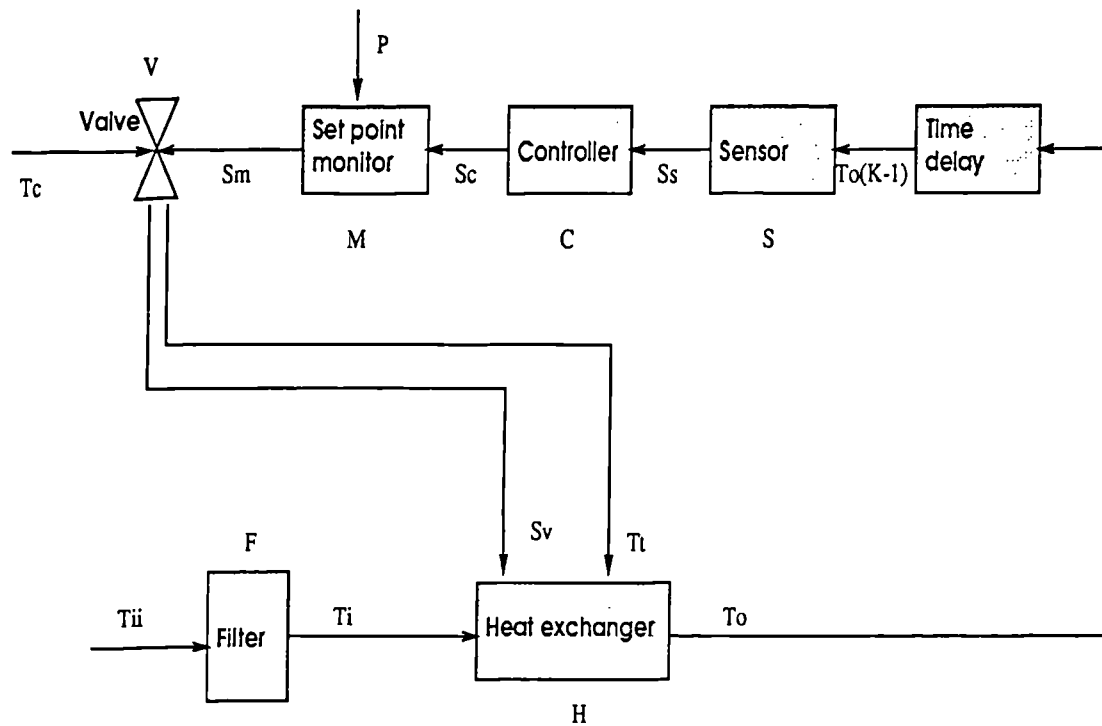 P
V
Valve
Set point
monitor
Controller
Sensor
Time
delay
Tc
Sm
Sc
Ss
To(K-1)
M
C
S
Sv
Tt
F
Tii
Filter
Ti
Heat exchanger
To
H